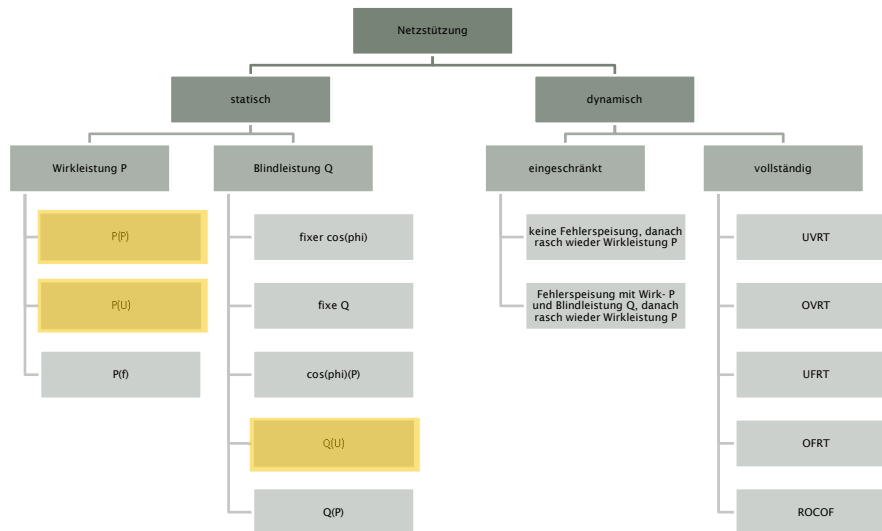 Netzstützung
statisch
dynamisch
Wirkleistung P
Blindleistung Q
eingeschränkt
vollständig
P(P)
fixer cos(phi)
keine Fehlerspeisung, danach
rasch wieder Wirkleistung P
UVRT
P(U)
fixe Q
Fehlerspeisung mit Wirk- P
und Blindleistung Q, danach
rasch wieder Wirkleistung P
OVRT
P(f)
cos(phi)(P)
UFRT
Q(U)
OFRT
Q(P)
ROCOF